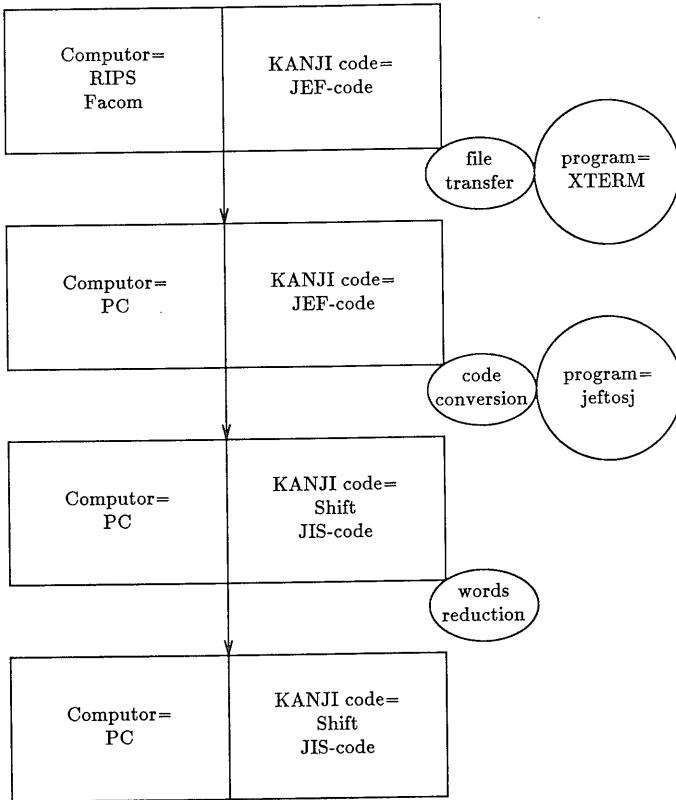 Computor=
RIPS
Facom
KANJI code=
JEF-code
file
transfer
program=
XTERM
Computor=
PC
KANJI code=
JEF-code
code
conversion
program=
jeftosj
Computor=
PC
KANJI code=
Shift
JIS-code
words
reduction
Computor=
PC
KANJI code=
Shift
JIS-code